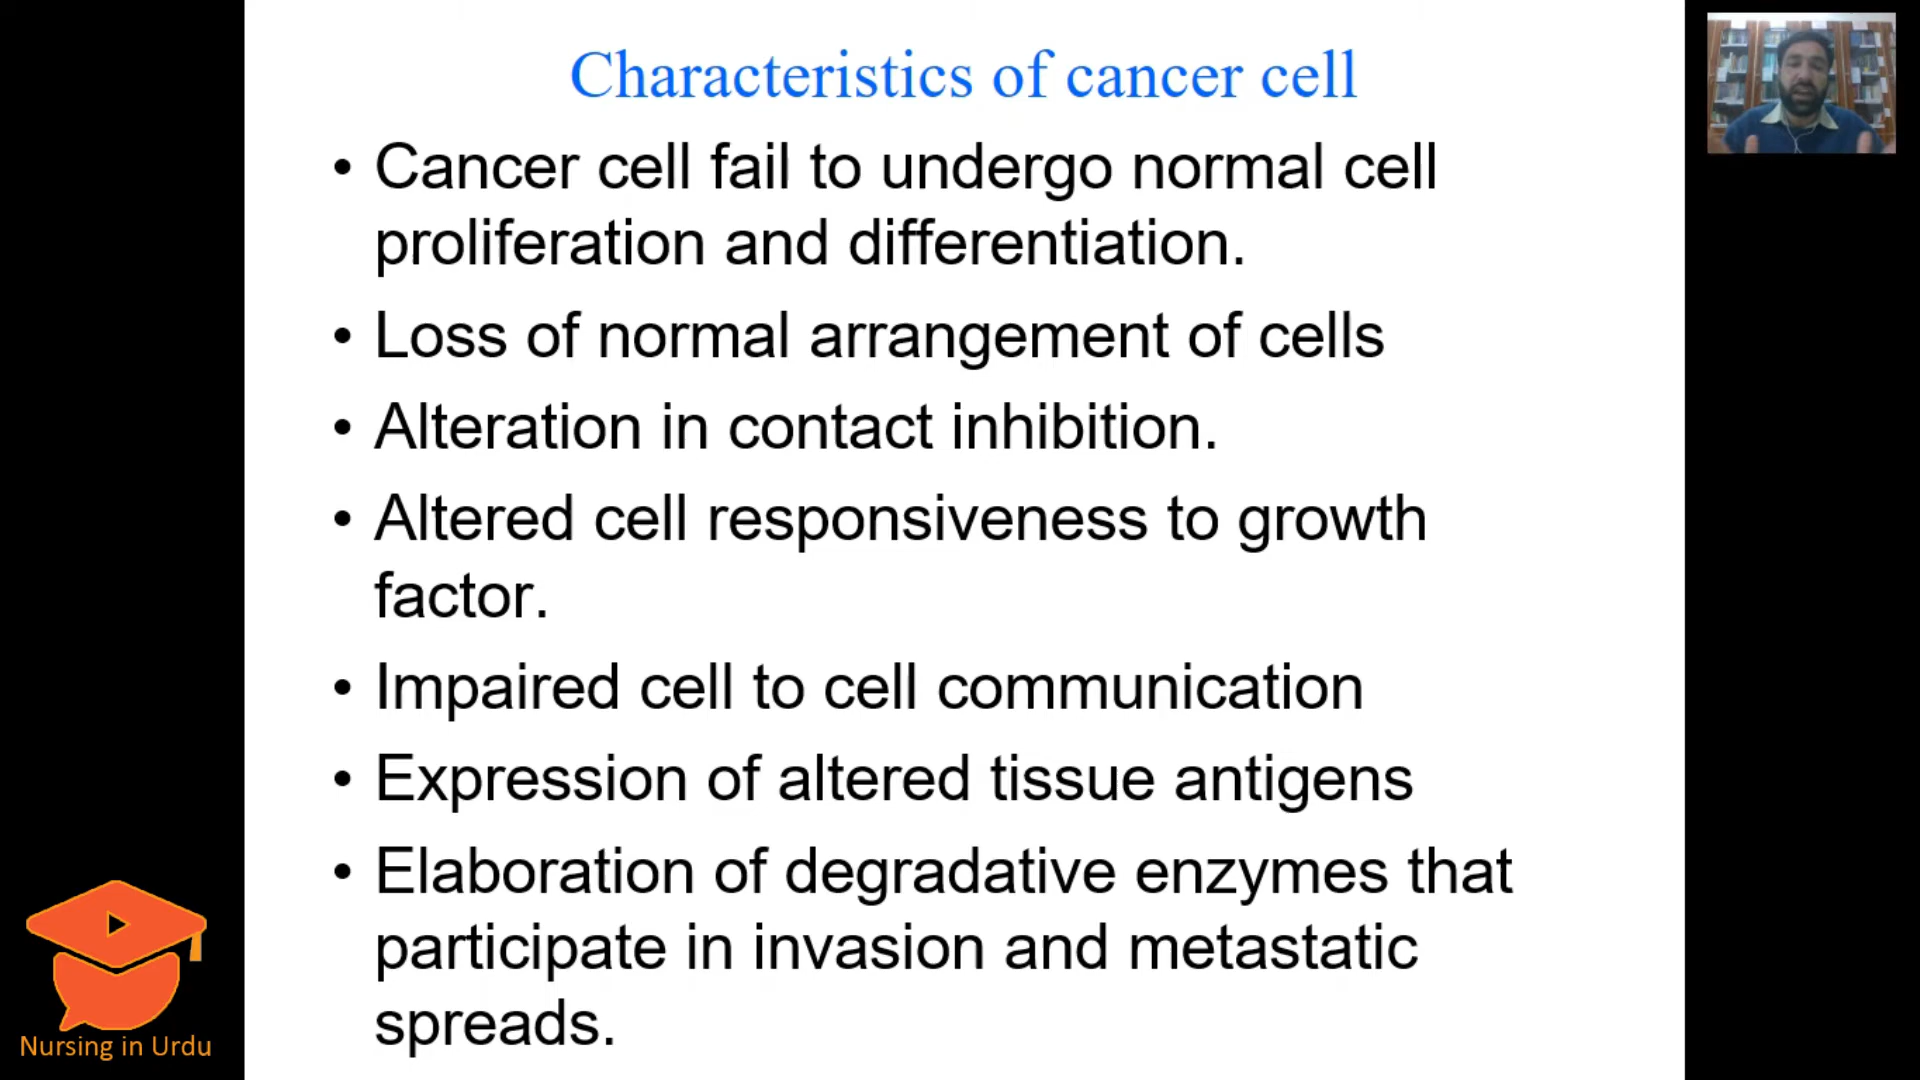 Characteristics of cancer cell
• Cancer cell fail to undergo normal cell
proliferation and differentiation.
• Loss of normal arrangement of cells
• Alteration in contact inhibition.
• Altered cell responsiveness to growth
factor.
• Impaired cell to cell communication
• Expression of altered tissue antigens
• Elaboration of degradative enzymes that
participate in invasion and metastatic
spreads.
Nursing in Urdu